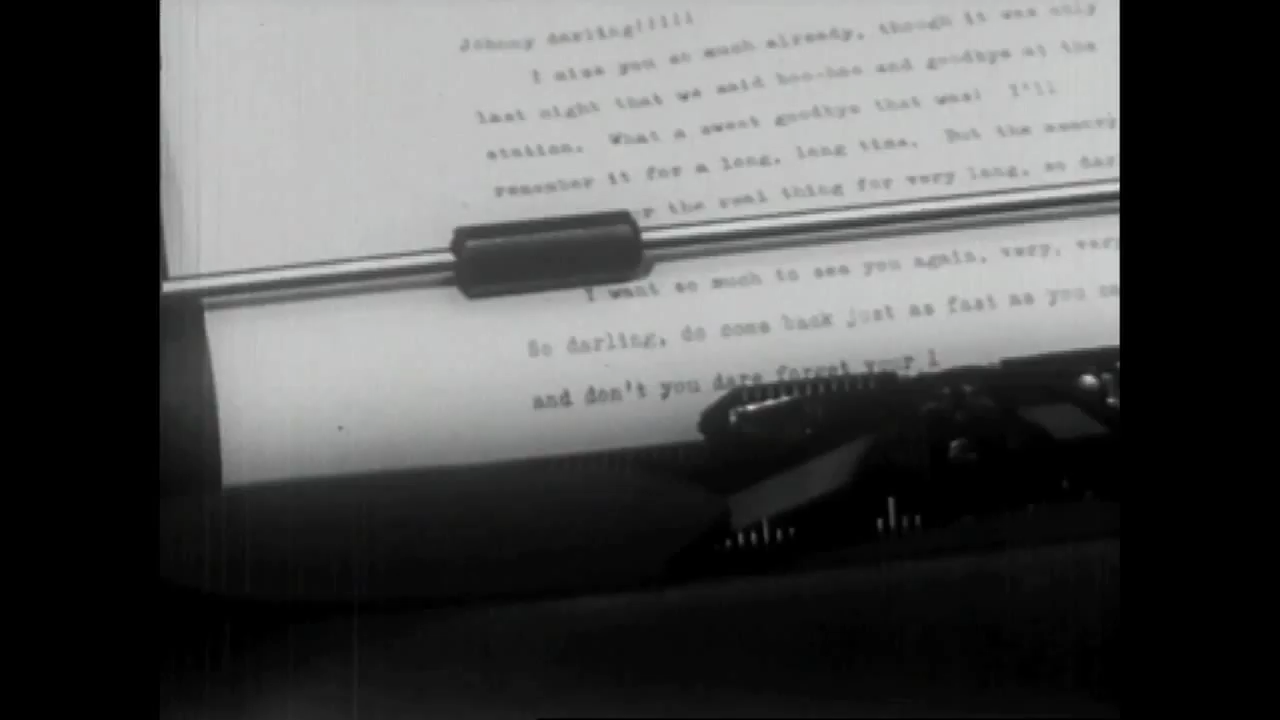 Johnny darling!!!!!
I miss you so much already, though it was only
last night that we said boo-hoo and goodbye at the
station. What a sweet goodbye that was! I'll
remember it for a long, long time. But the memory
the real thing for very long, so dar
I want so much to see you again, very, very
So darling, do come back just as fast as you ca
and don't you dare forget your l